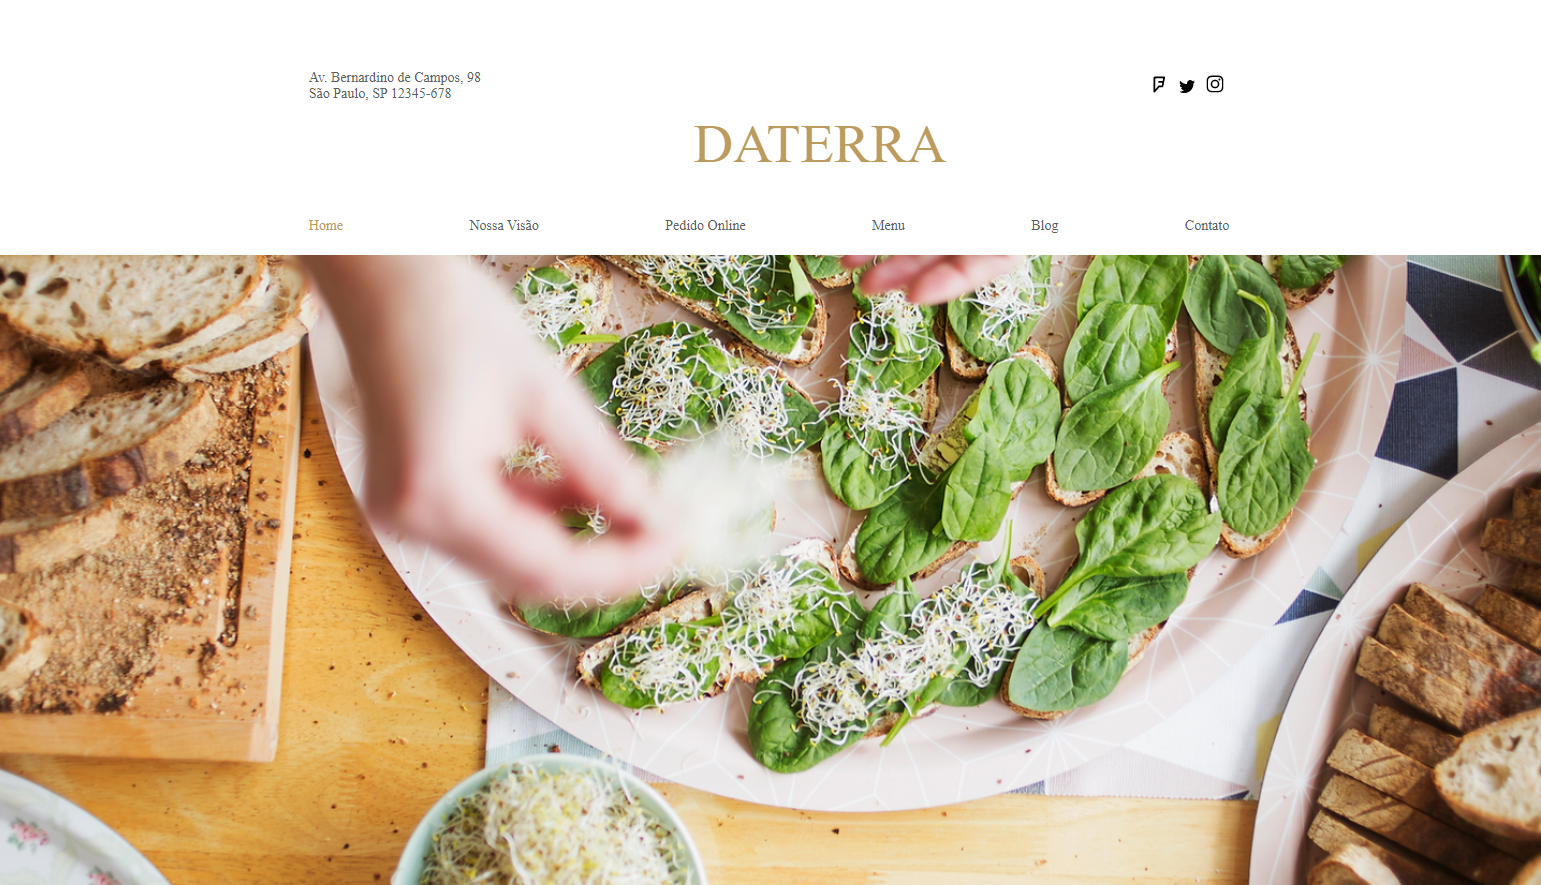 Av. Bernardino de Campos, 98
São Paulo, SP 12345-678
DATERRA
Home
Nossa Visão
Pedido Online
Menu
Blog
Contato